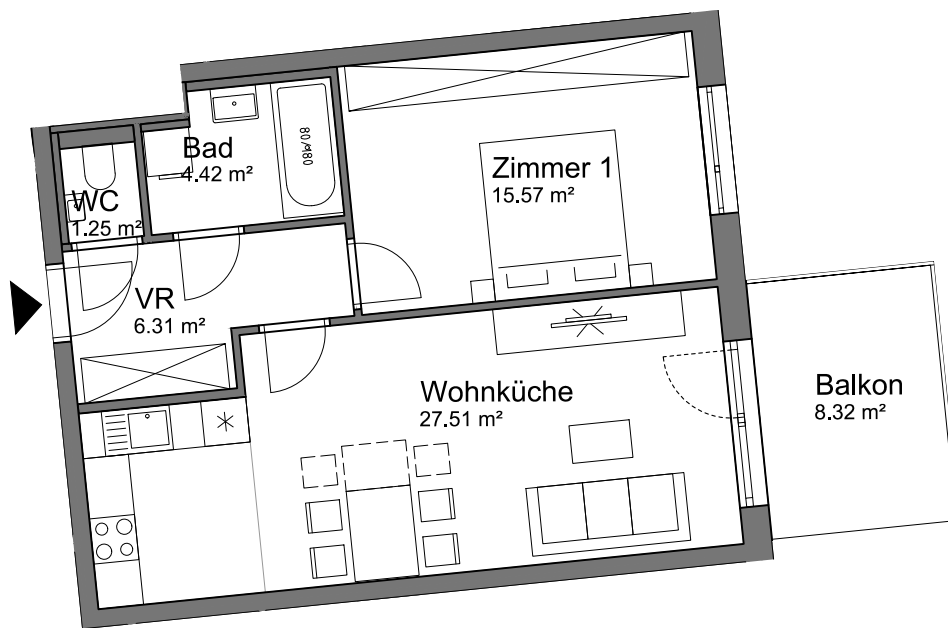 80/180
Bad
4.42 m²
Zimmer 1
15.57 m²
WC
1.25 m²
VR
6.31 m²
Wohnküche
27.51 m²
Balkon
8.32 m²